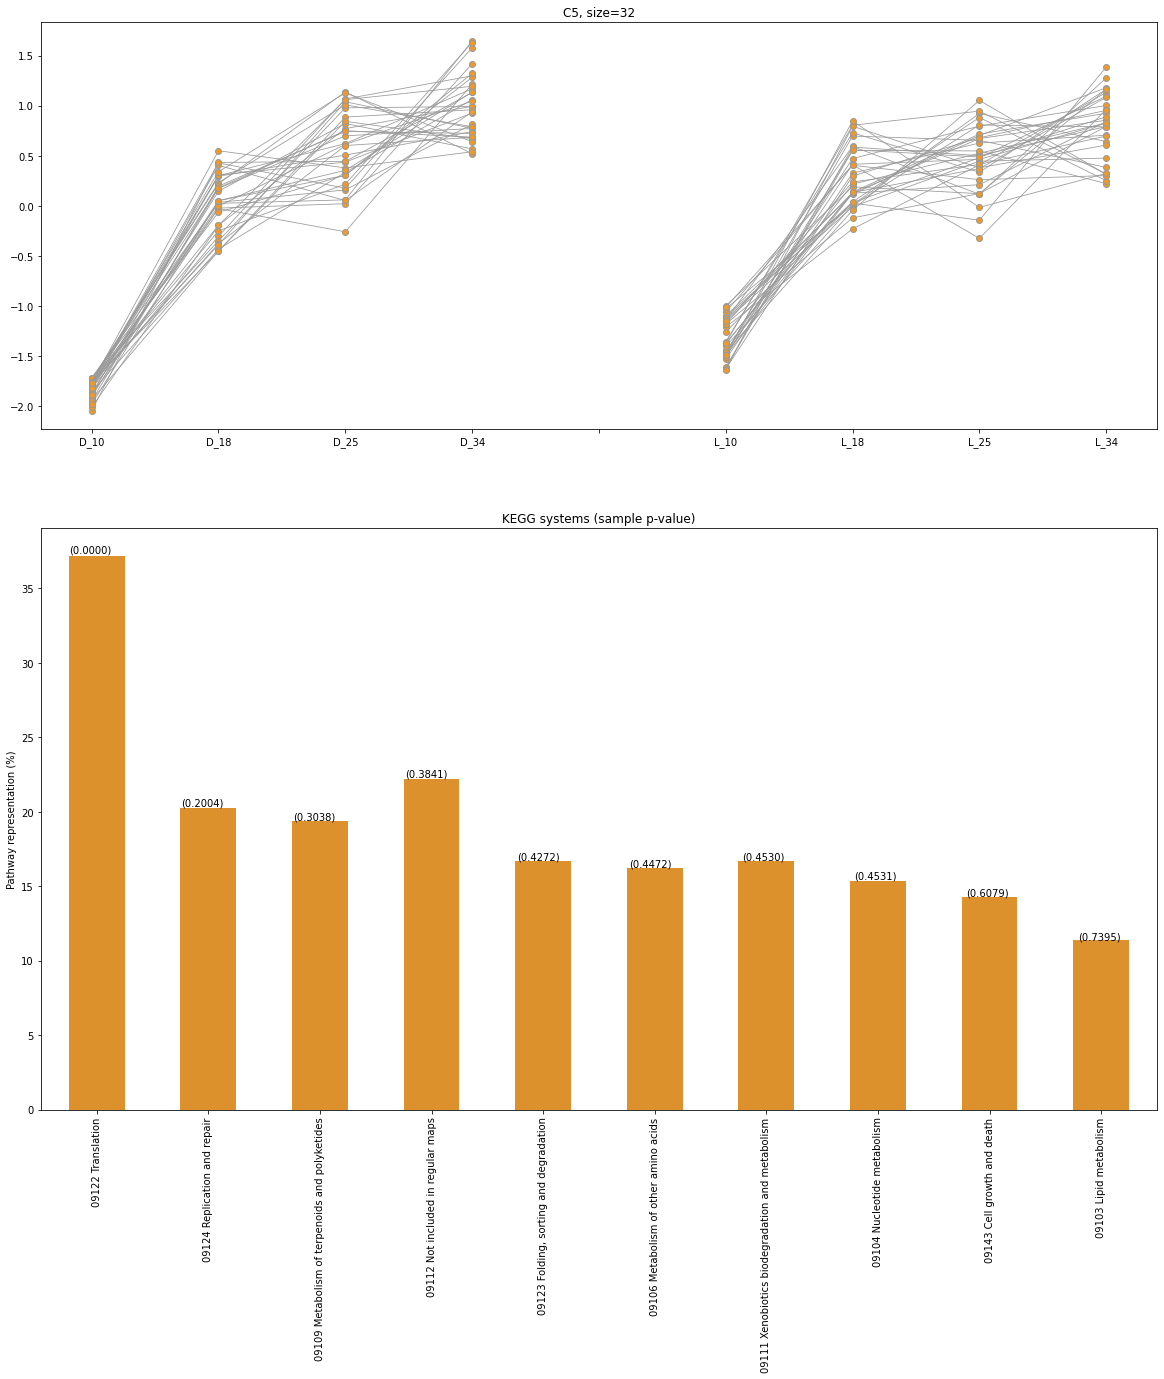 C5, size=32
1.5
1.0
0.5
0.0
−0.5
−1.0
−1.5
−2.0
D_10 D_18 D_25 D_34 L_10 L_18 L_25 L_34
KEGG systems (sample p-value)
Pathway representation (%)
35
30
25
20
15
10
5
0
(0.0000)
(0.2004)
(0.3038)
(0.3841)
(0.4272)
(0.4472)
(0.4530)
(0.4531)
(0.6079)
(0.7395)
09122 Translation
09124 Replication and repair
09109 Metabolism of terpenoids and polyketides
09112 Not included in regular maps
09123 Folding, sorting and degradation
09106 Metabolism of other amino acids
09111 Xenobiotics biodegradation and metabolism
09104 Nucleotide metabolism
09143 Cell growth and death
09103 Lipid metabolism